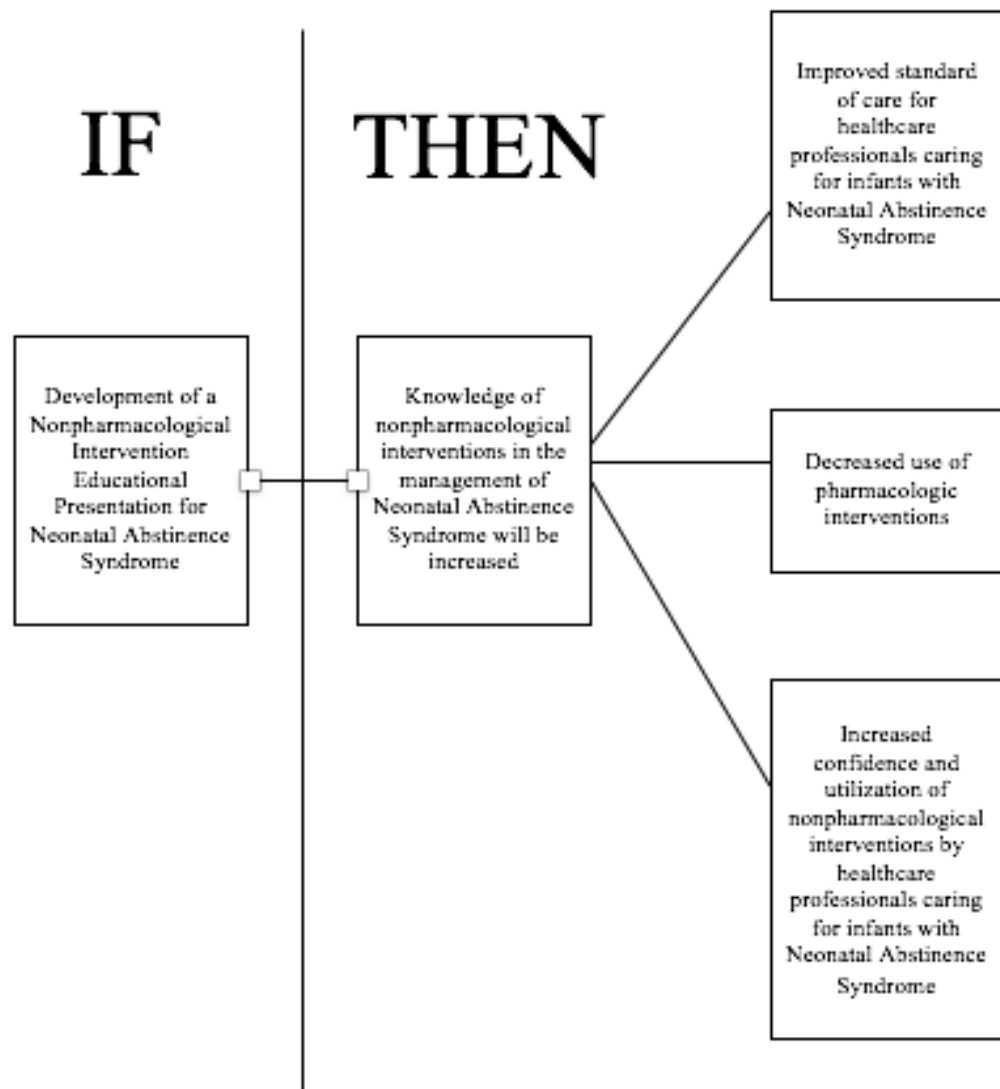 IF
THEN
Development of a
Nonpharmacological
Intervention
Educational
Presentation for
Neonatal Abstinence
Syndrome
Knowledge of
nonpharmacological
interventions in the
management of
Neonatal Abstinence
Syndrome will be
increased
Improved standard
of care for
healthcare
professionals caring
for infants with
Neonatal Abstinence
Syndrome
Decreased use of
pharmacologic
interventions
Increased
confidence and
utilization of
nonpharmacological
interventions by
healthcare
professionals caring
for infants with
Neonatal Abstinence
Syndrome